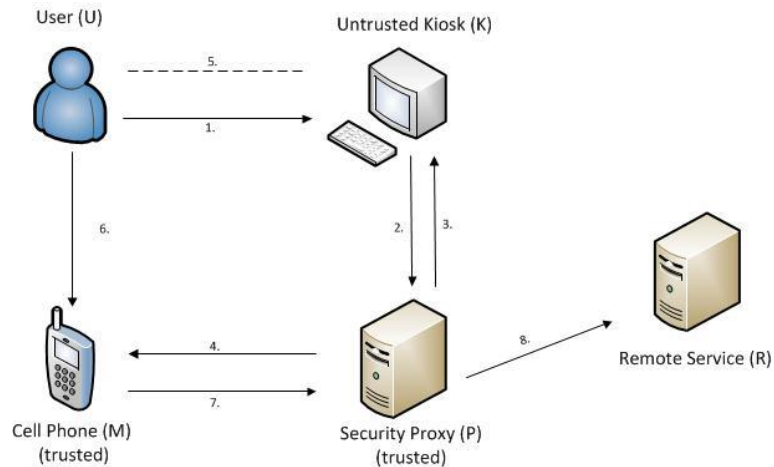 User (U)
Untrusted Kiosk (K)
5.
1.
6.
2.
3.
4.
8.
7.
Remote Service (R)
Cell Phone (M)
(trusted)
Security Proxy (P)
(trusted)